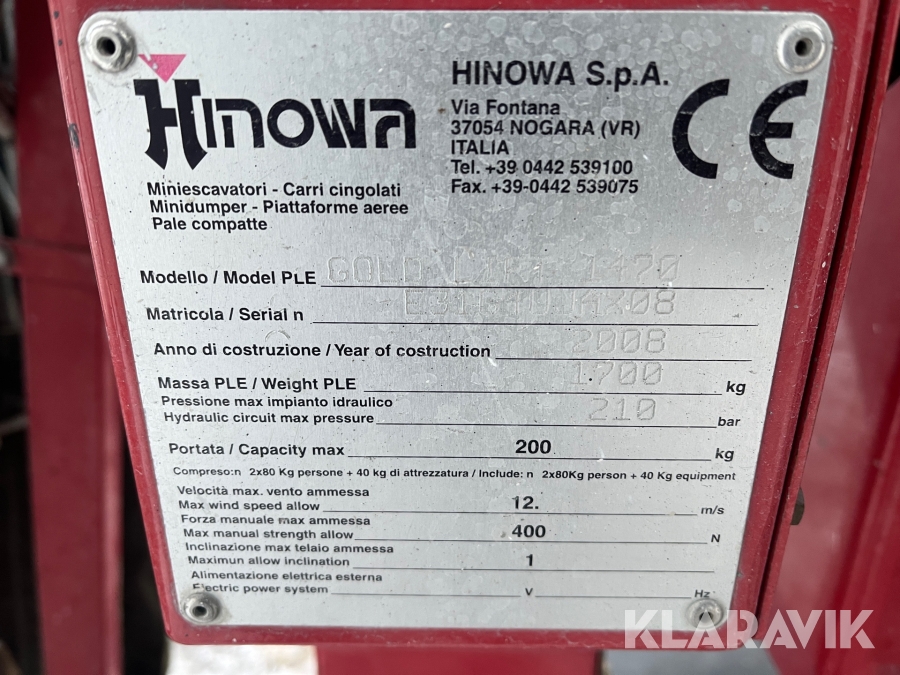 HINOWA
Miniescavatori - Carri cingolati
Minidumper - Piattaforme aeree
Pale compatte
HINOWA S.p.A.
Via Fontana
37054 NOGARA (VR)
ITALIA
Tel. +39 0442 539100
Fax. +39-0442 539075
CE
Modello / Model PLE GOLD 1470
Matricola / Serial n
Anno di costruzione / Year of costruction 2008
Massa PLE / Weight PLE 1700 kg
Pressione max impianto idraulico
Hydraulic circuit max pressure 210 bar
Portata / Capacity max 200 kg
Compreso:n 2x80 Kg persone + 40 kg di attrezzatura / Include: n 2x80Kg person + 40 Kg equipment
Velocità max. vento ammessa
Max wind speed allow 12. m/s
Forza manuale max ammessa
Max manual strength allow 400 N
Inclinazione max telaio ammessa
Maximun allow inclination 1
Alimentazione elettrica esterna
Electric power system V Hz
KLARAVIK